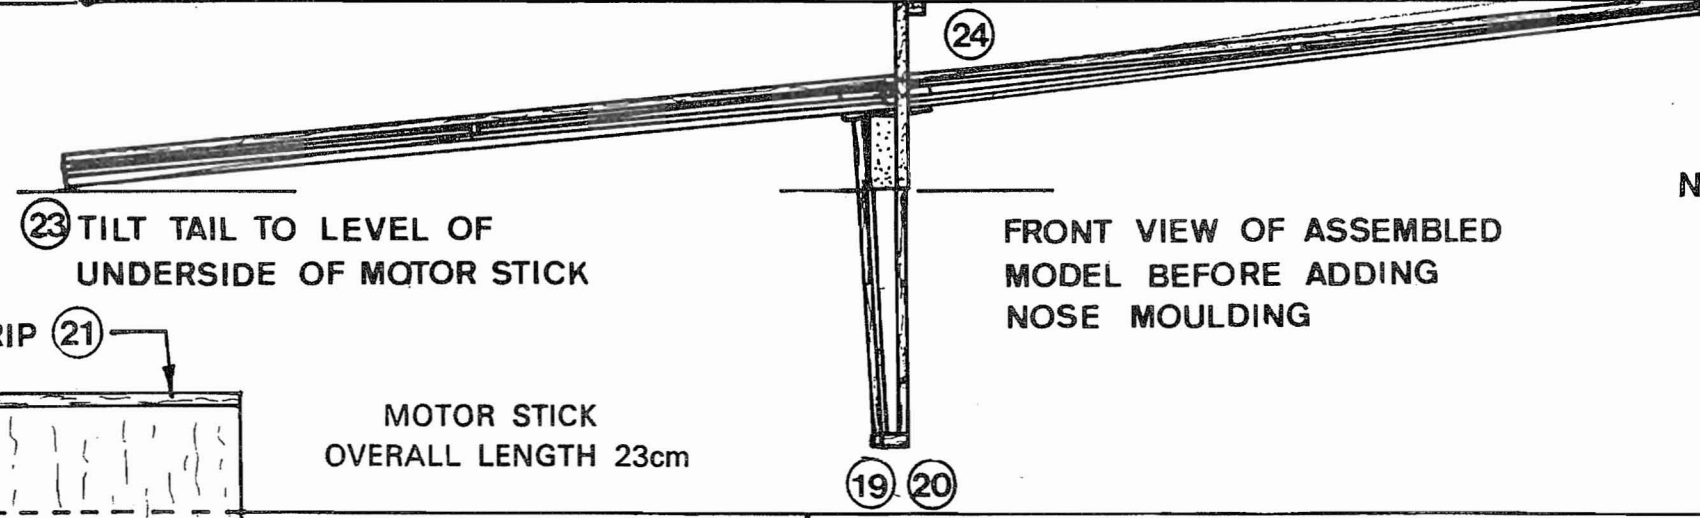 24
23 TILT TAIL TO LEVEL OF
UNDERSIDE OF MOTOR STICK
FRONT VIEW OF ASSEMBLED
MODEL BEFORE ADDING
NOSE MOULDING
21
MOTOR STICK
OVERALL LENGTH 23cm
19 20